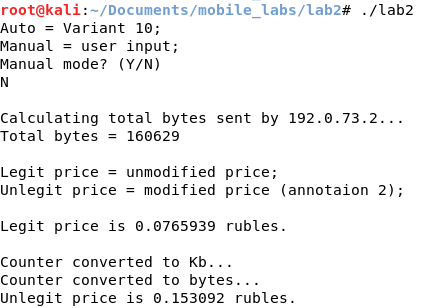 root@kali:~/Documents/mobile_labs/lab2# ./lab2
Auto = Variant 10;
Manual = user input;
Manual mode? (Y/N)
N
Calculating total bytes sent by 192.0.73.2...
Total bytes = 160629
Legit price = unmodified price;
Unlegit price = modified price (annotaion 2);
Legit price is 0.0765939 rubles.
Counter converted to Kb...
Counter converted to bytes...
Unlegit price is 0.153092 rubles.